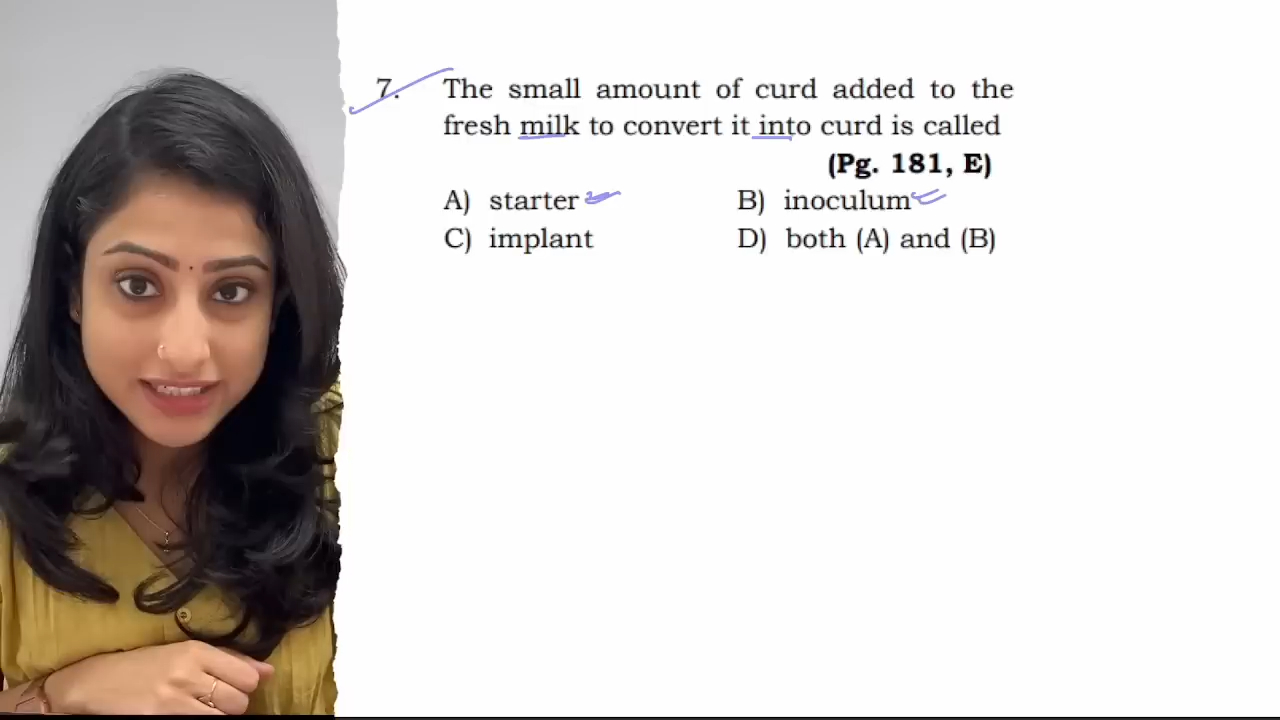 7. The small amount of curd added to the
fresh milk to convert it into curd is called
(Pg. 181, E)
A) starter B) inoculum
C) implant D) both (A) and (B)